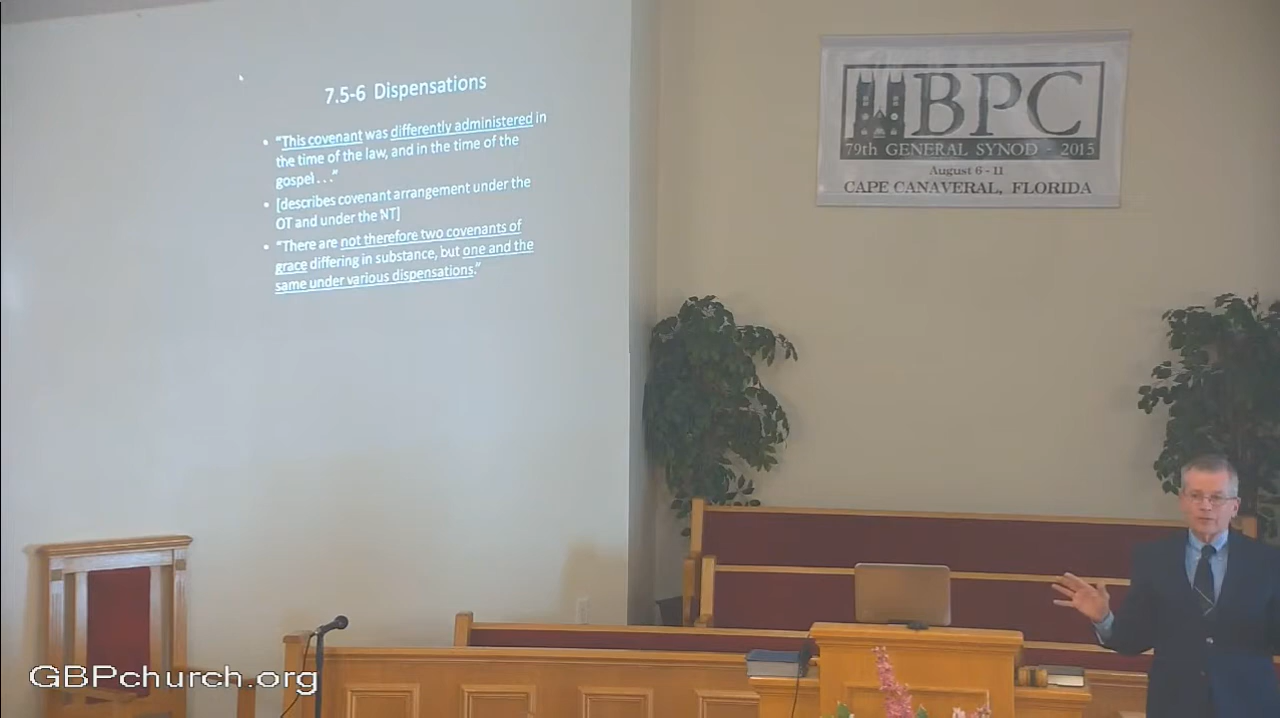 7.5-6 Dispensations
• “This covenant was differently administered in
the time of the law, and in the time of the
gospel . . .”
• [describes covenant arrangement under the
OT and under the NT]
• “There are not therefore two covenants of
grace differing in substance, but one and the
same under various dispensations.”
BPC
79th GENERAL SYNOD - 2015
August 6 - 11
CAPE CANAVERAL, FLORIDA
GBPchurch.org